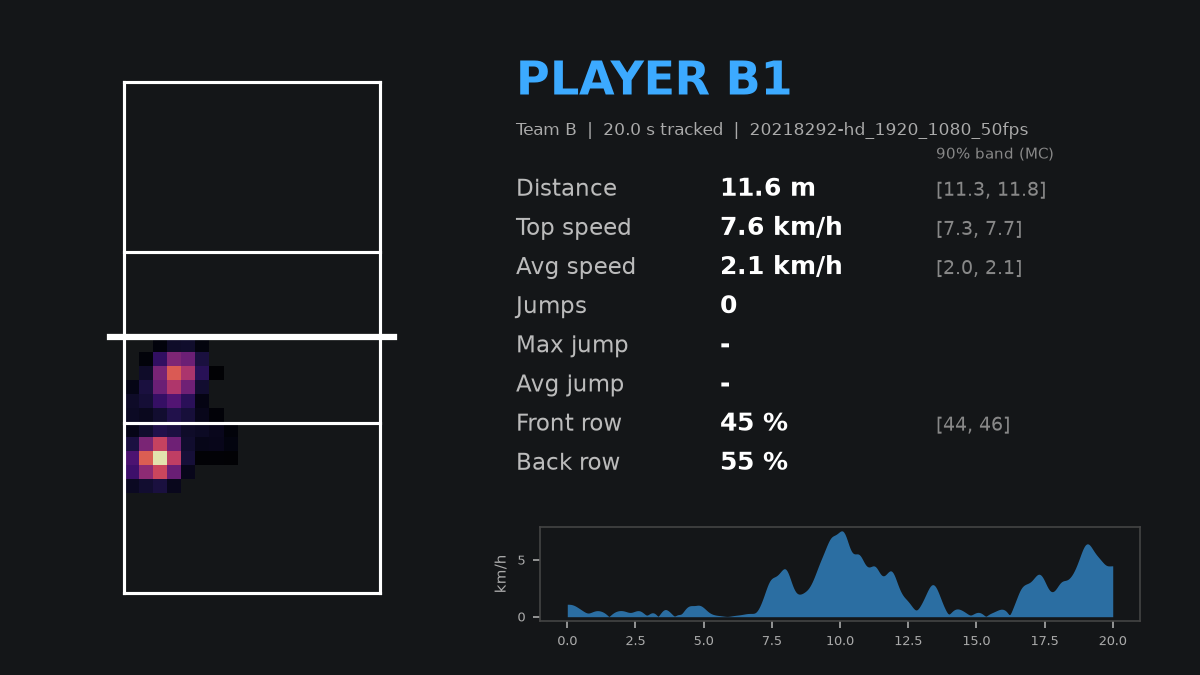 PLAYER B1
Team B | 20.0 s tracked | 20218292-hd_1920_1080_50fps
90% band (MC)
Distance 11.6 m [11.3, 11.8]
Top speed 7.6 km/h [7.3, 7.7]
Avg speed 2.1 km/h [2.0, 2.1]
Jumps 0
Max jump -
Avg jump -
Front row 45 % [44, 46]
Back row 55 %
km/h
5
0
0.0 2.5 5.0 7.5 10.0 12.5 15.0 17.5 20.0